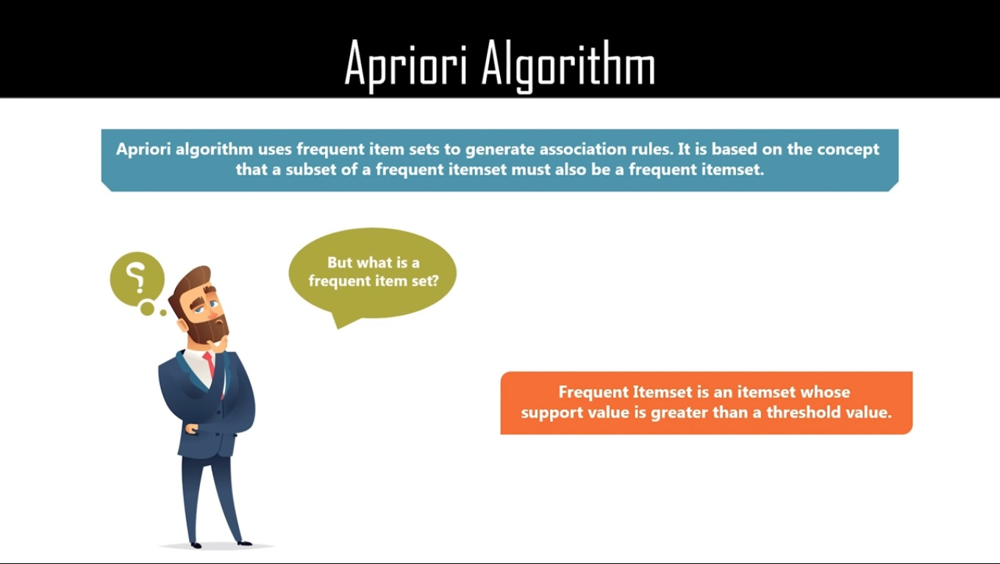 Apriori Algorithm
Apriori algorithm uses frequent item sets to generate association rules. It is based on the concept
that a subset of a frequent itemset must also be a frequent itemset.
?
But what is a
frequent item set?
Frequent Itemset is an itemset whose
support value is greater than a threshold value.